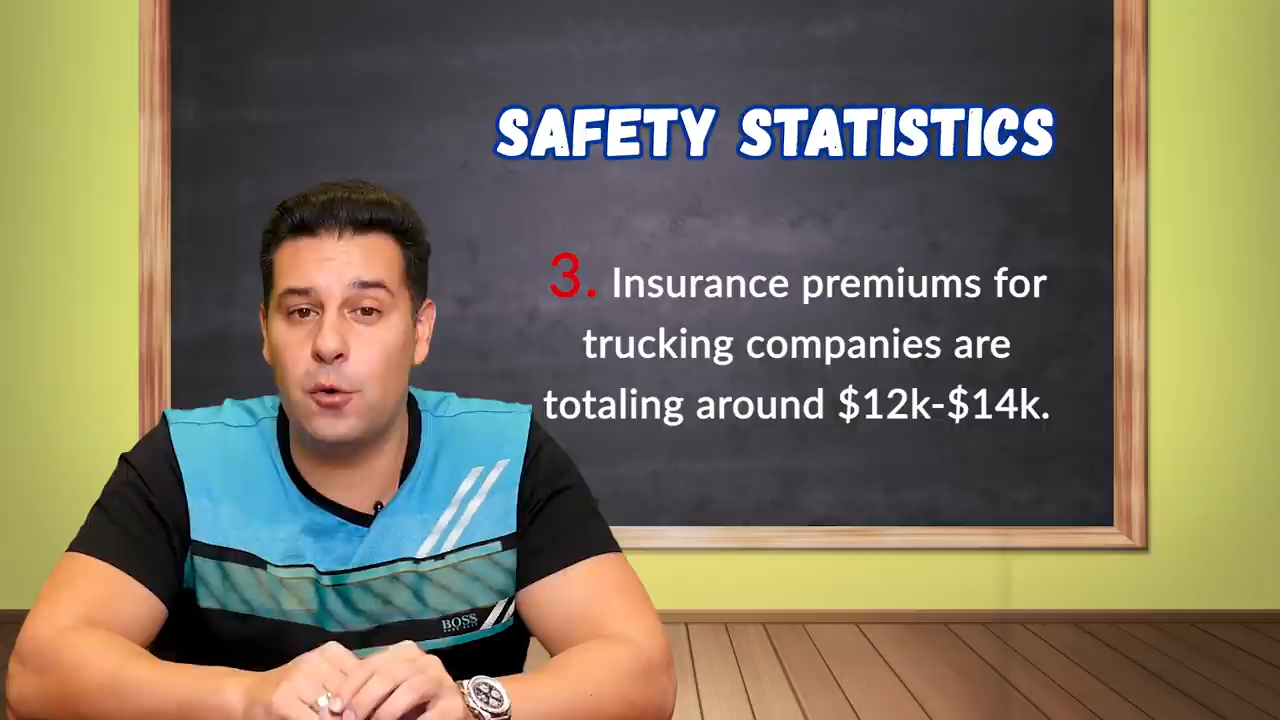 SAFETY STATISTICS
3. Insurance premiums for
trucking companies are
totaling around $12k-$14k.
BOSS